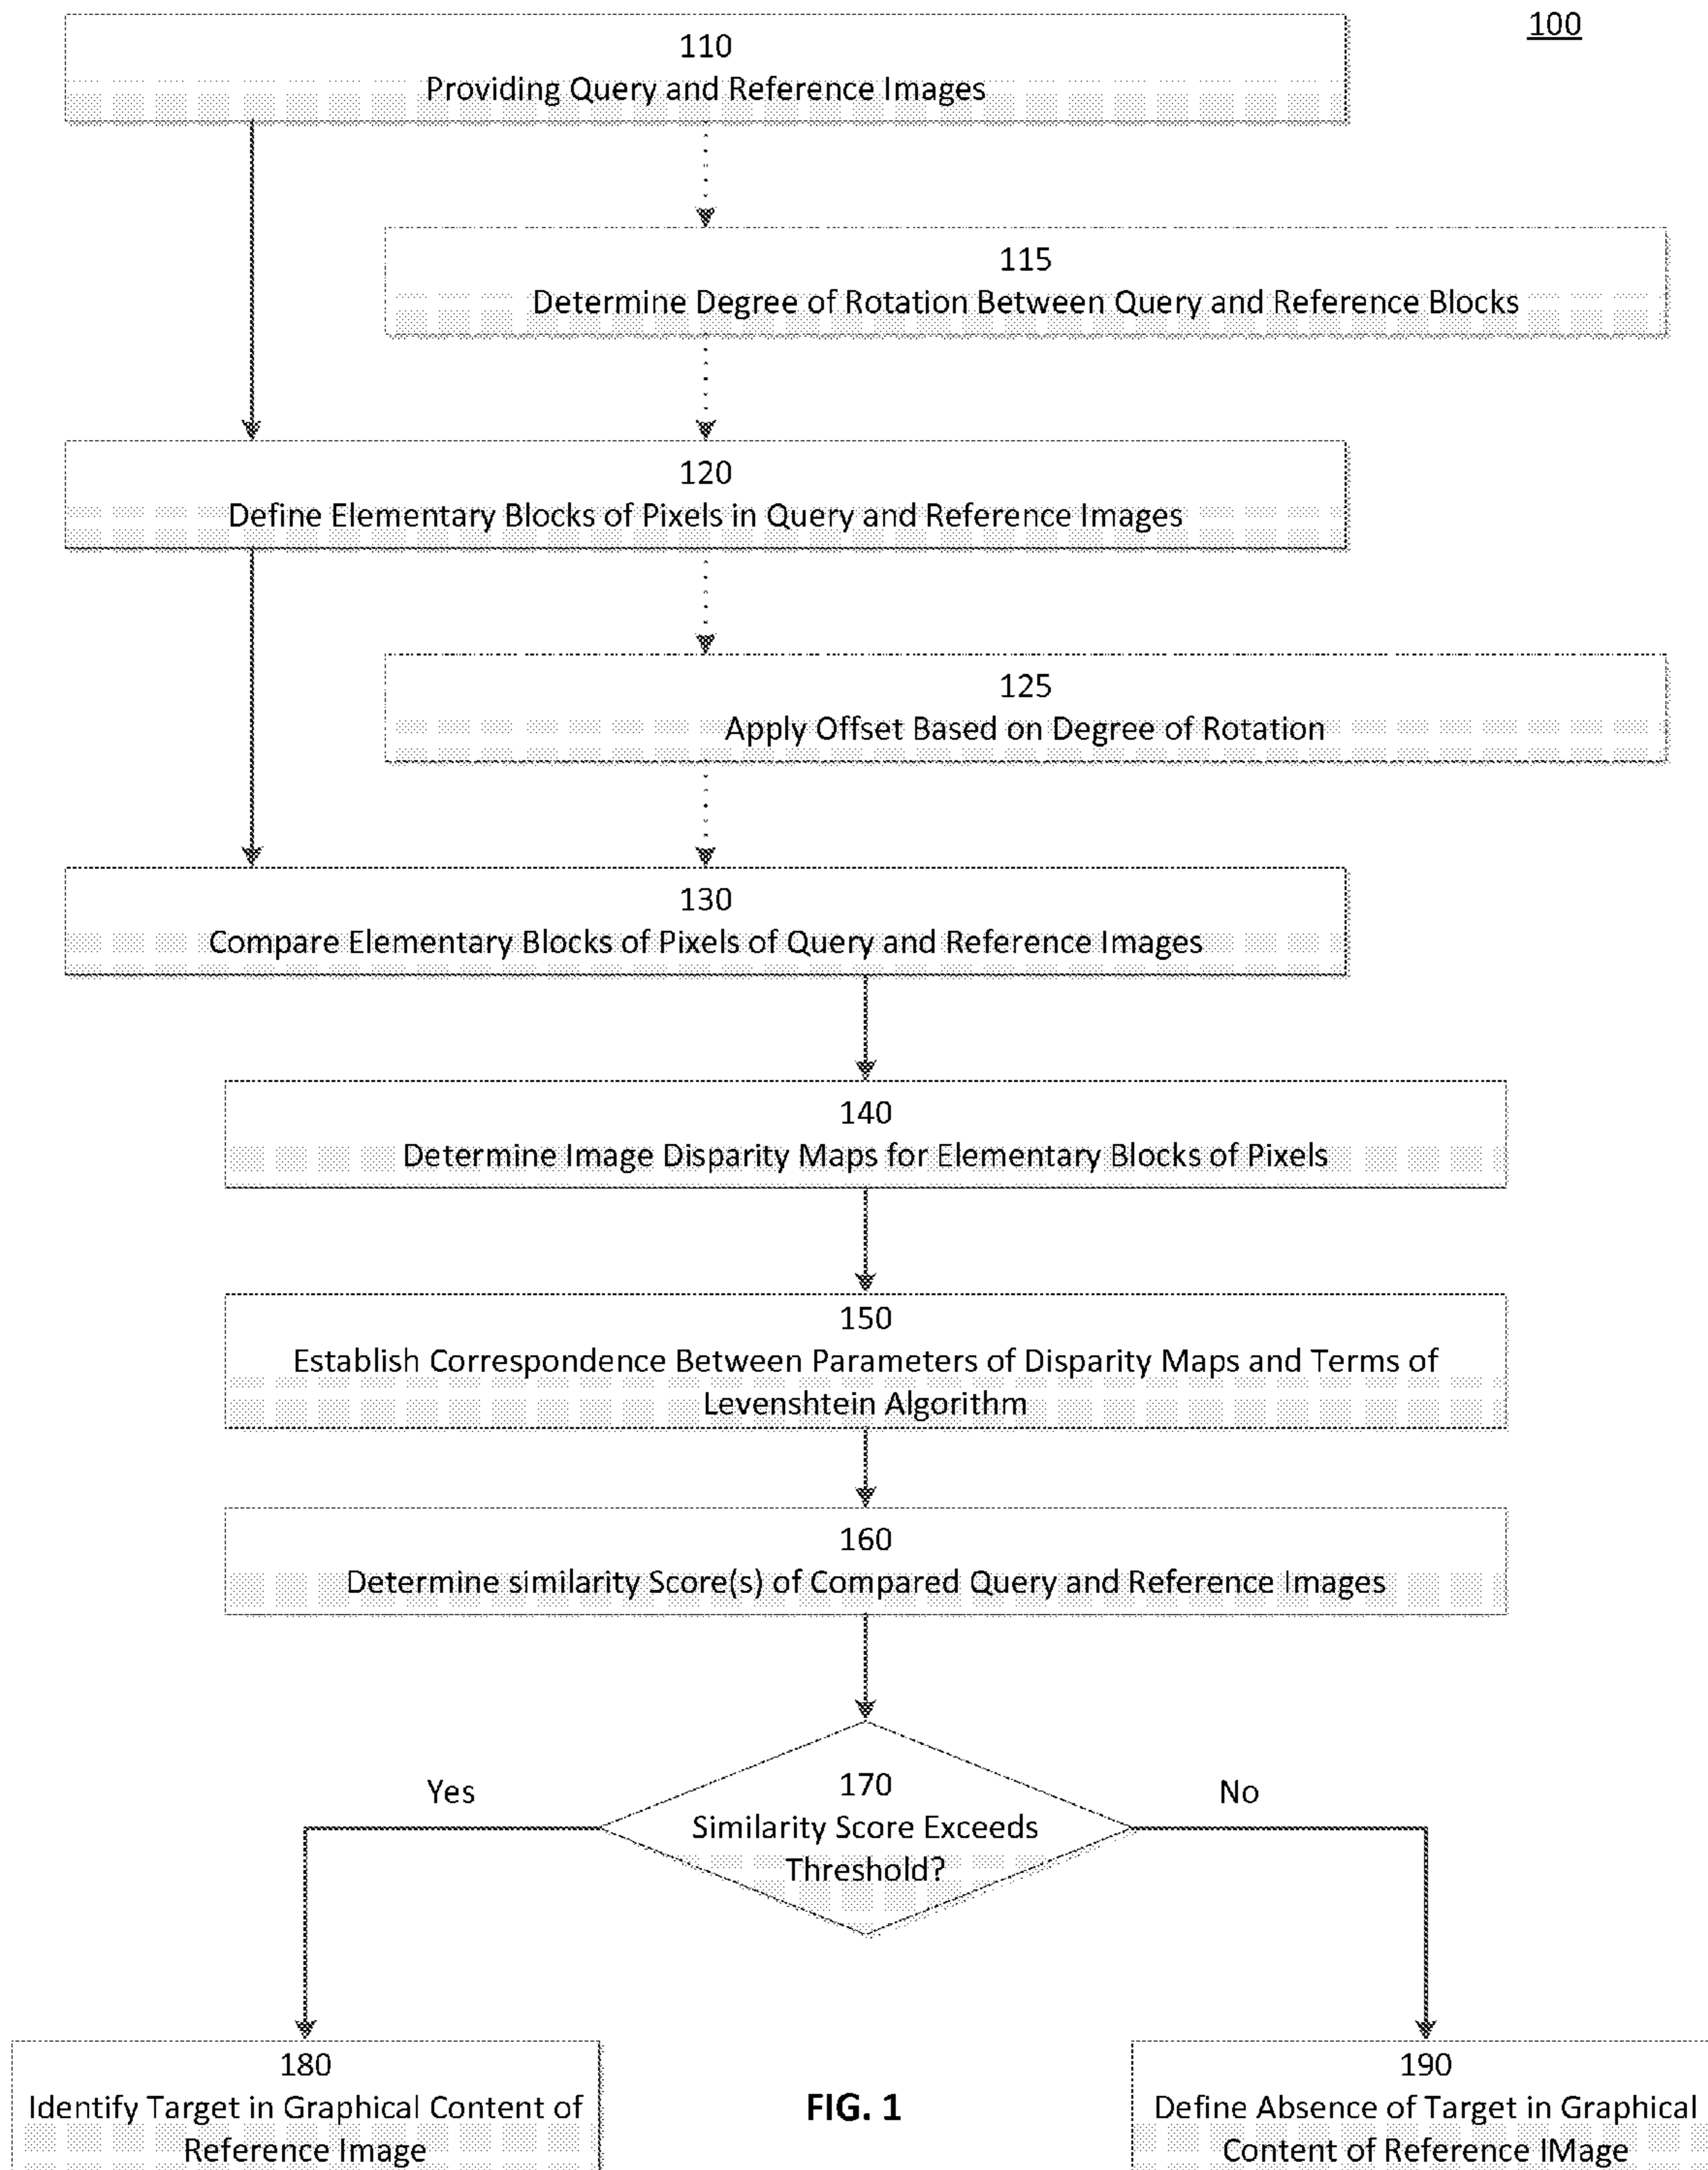 100
110
Providing Query and Reference Images
115
Determine Degree of Rotation Between Query and Reference Blocks
120
Define Elementary Blocks of Pixels in Query and Reference Images
125
Apply Offset Based on Degree of Rotation
130
Compare Elementary Blocks of Pixels of Query and Reference Images
140
Determine Image Disparity Maps for Elementary Blocks of Pixels
150
Establish Correspondence Between Parameters of Disparity Maps and Terms of
Levenshtein Algorithm
160
Determine similarity Score(s) of Compared Query and Reference Images
170
Similarity Score Exceeds
Threshold?
Yes
No
180
Identify Target in Graphical Content of
Reference Image
FIG. 1
190
Define Absence of Target in Graphical
Content of Reference IMage